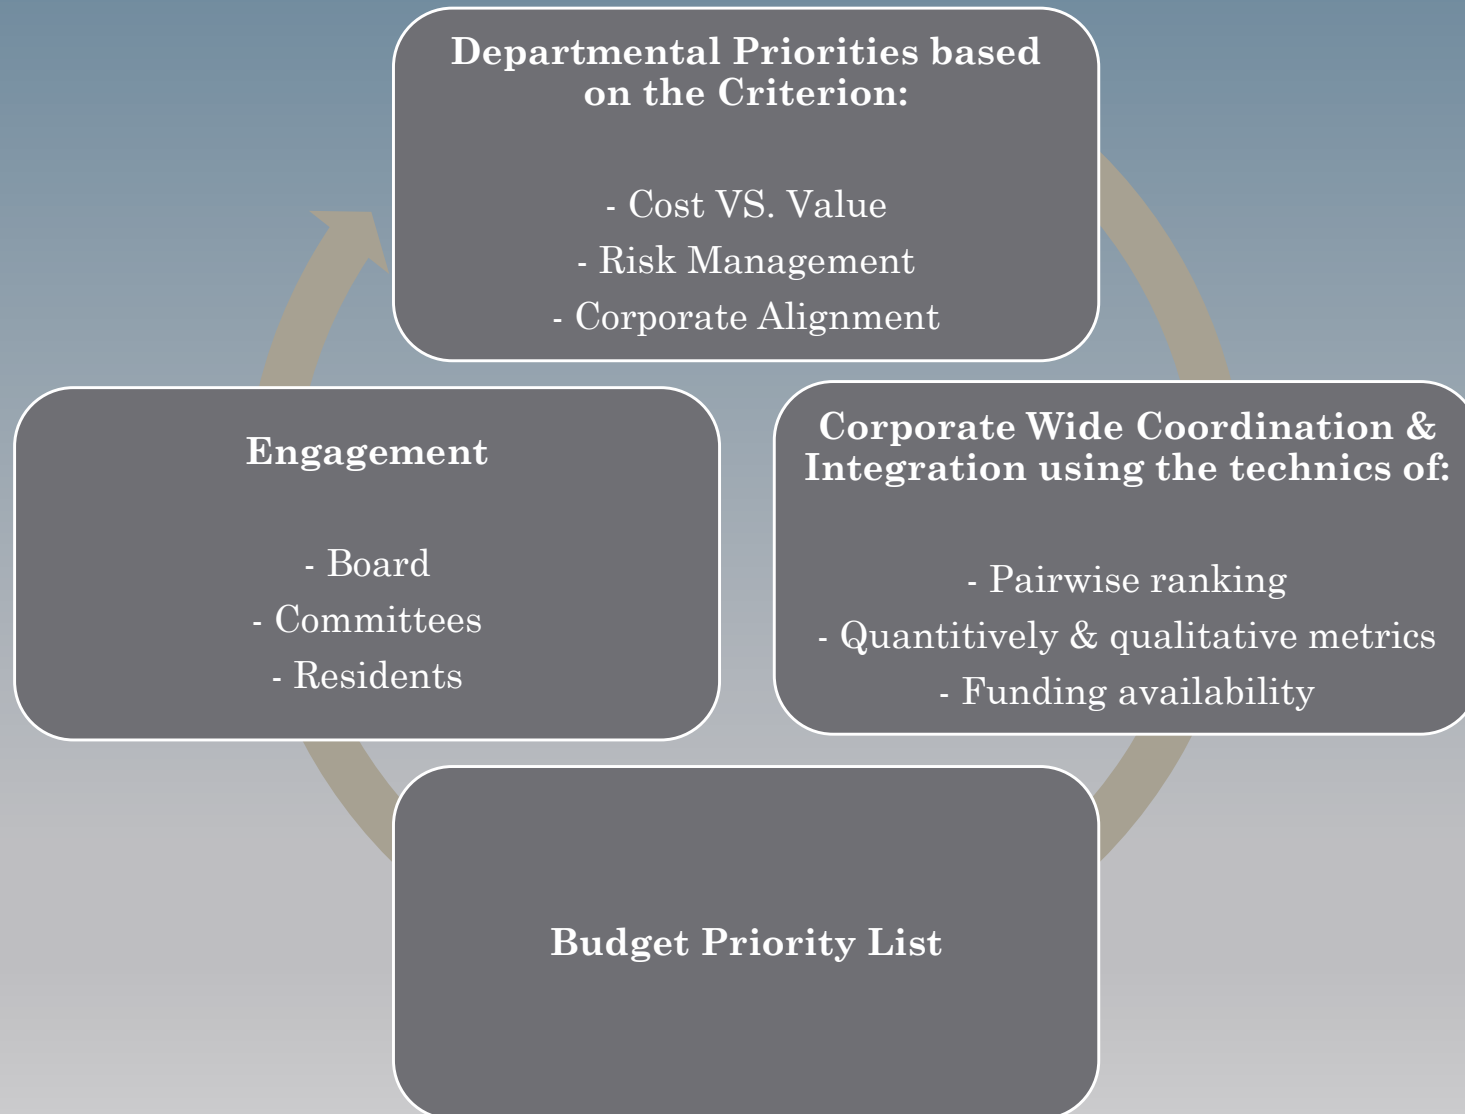 Departmental Priorities based
on the Criterion:
- Cost VS. Value
- Risk Management
- Corporate Alignment
Corporate Wide Coordination &
Integration using the technics of:
- Pairwise ranking
- Quantitively & qualitative metrics
- Funding availability
Budget Priority List
Engagement
- Board
- Committees
- Residents